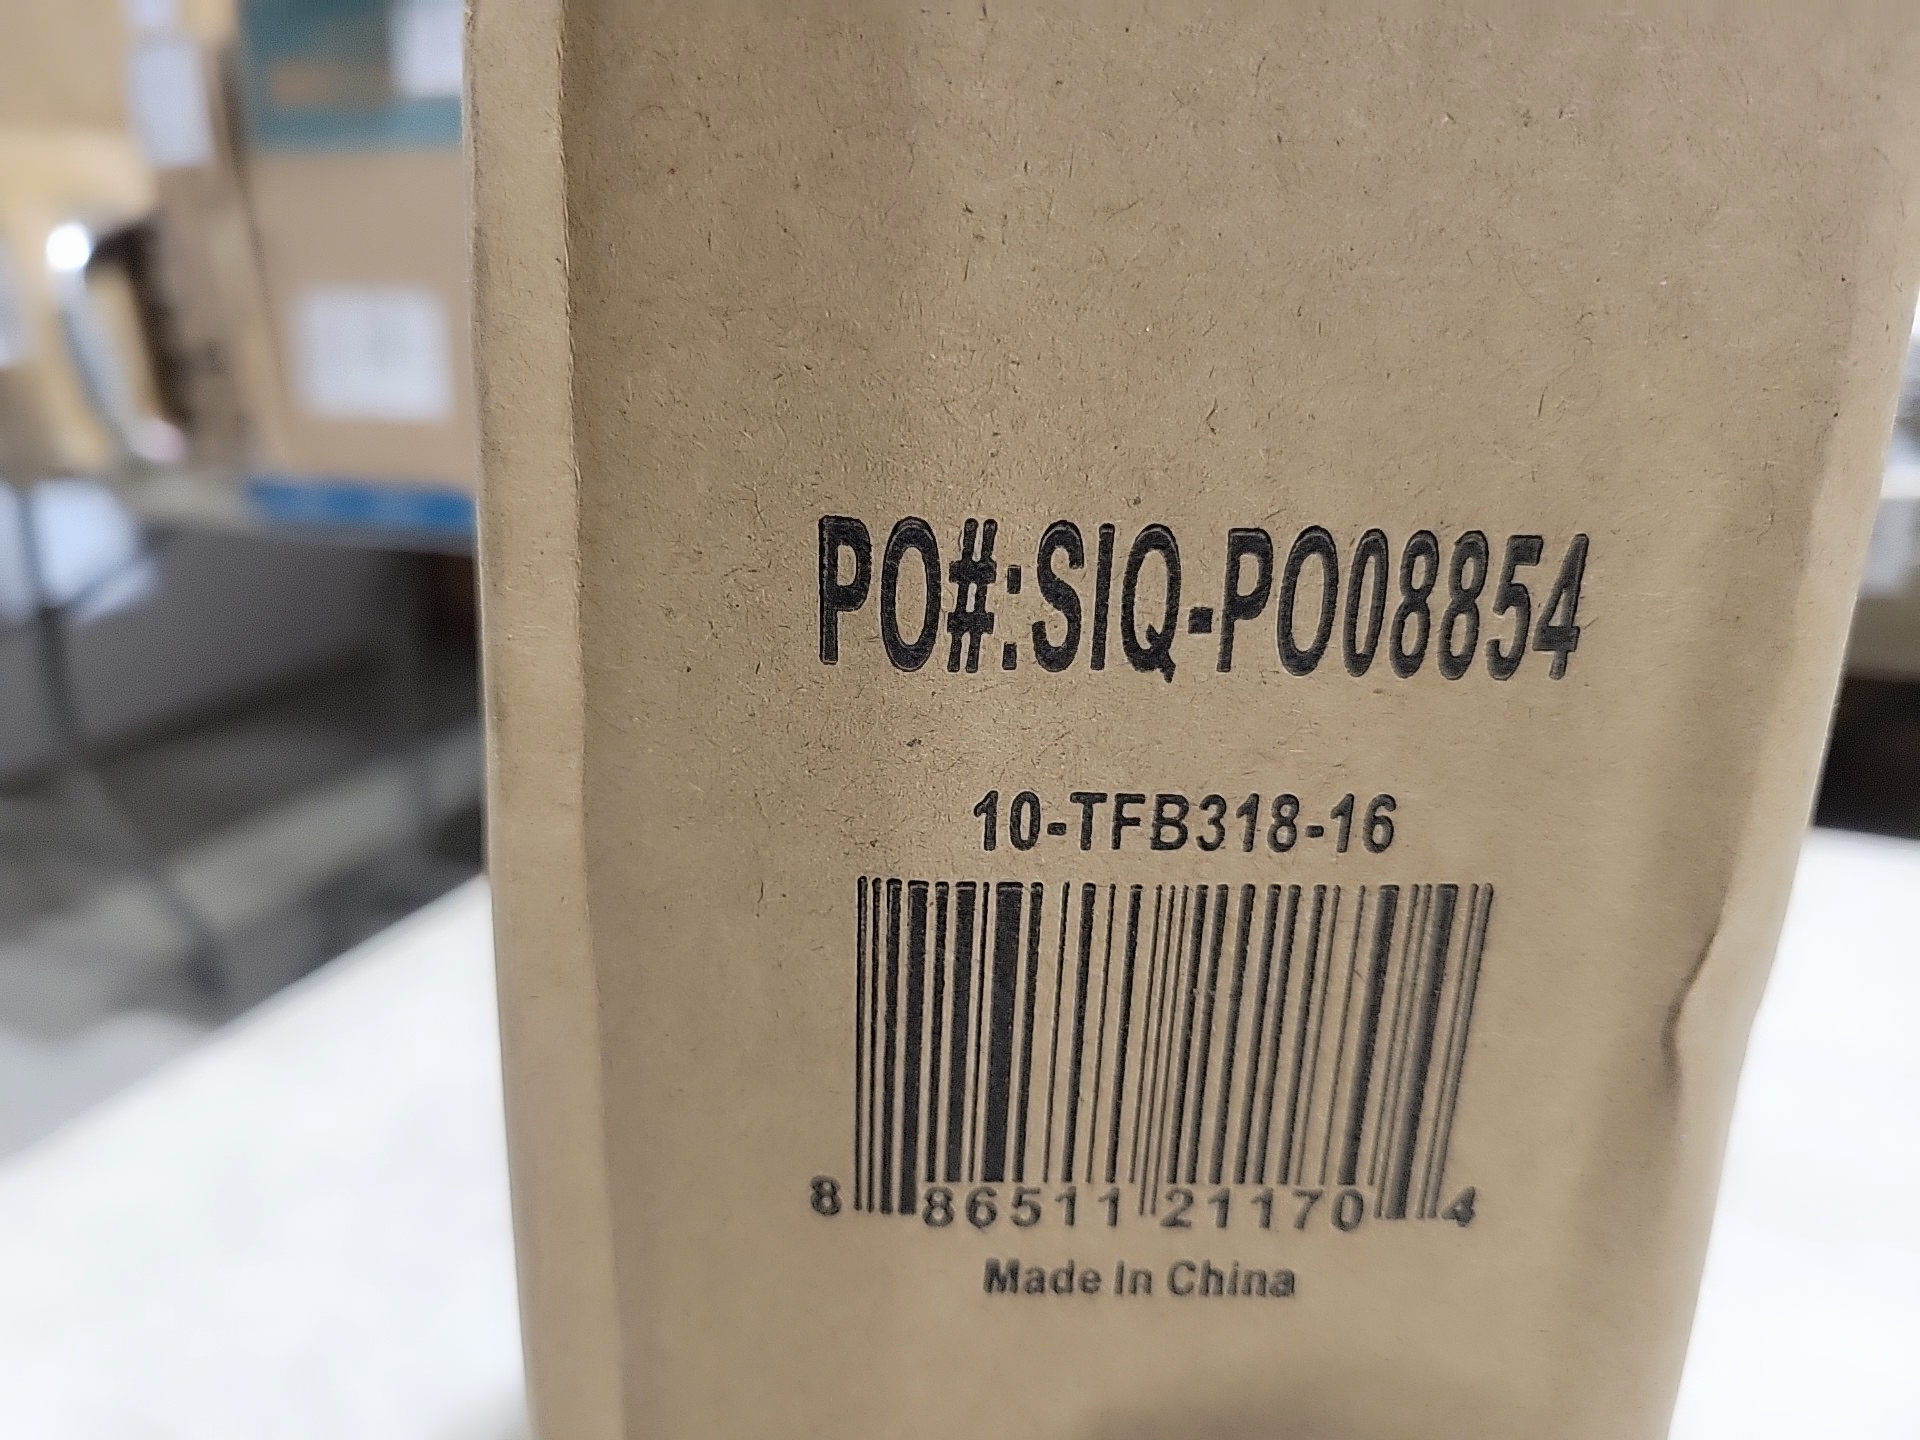 PO#:SIQ-PO08854
10-TFB318-16
8 86511 21170 4
Made In China